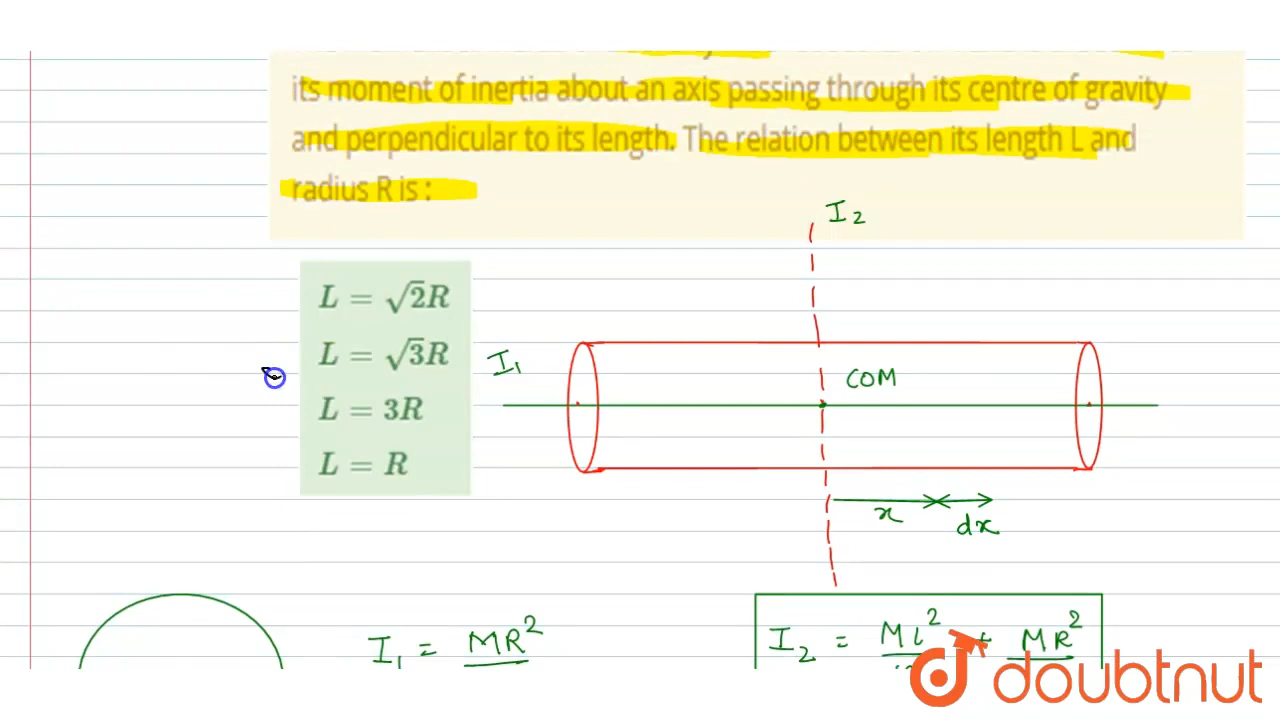 its moment of inertia about an axis passing through its centre of gravity
and perpendicular to its length. The relation between its length L and
radius R is :
I₂
L = √2R
L = √3R
L = 3R
L = R
I₁
COM
x
dx
I₁ = MR²
I₂ = ML² + MR²
doubtnut